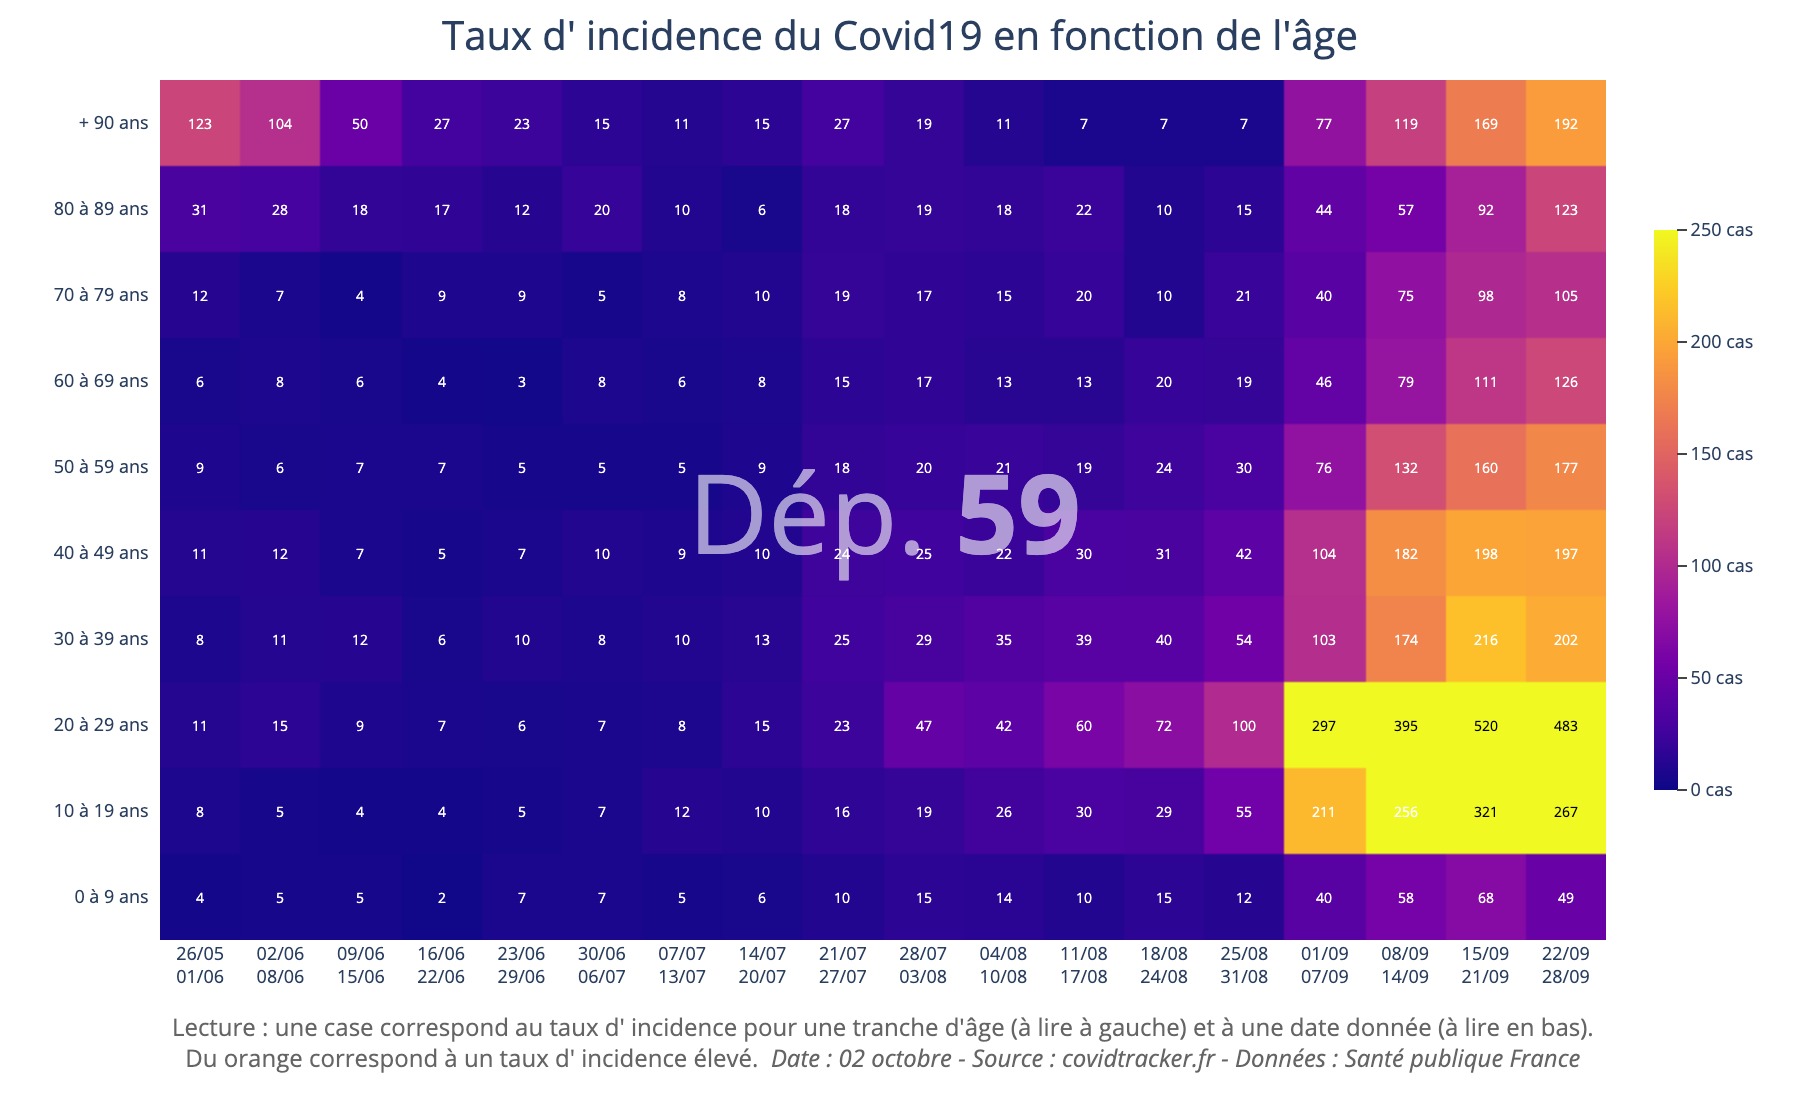 Taux d' incidence du Covid19 en fonction de l'âge
+ 90 ans 123 104 50 27 23 15 11 15 27 19 11 7 7 7 77 119 169 192
80 à 89 ans 31 28 18 17 12 20 10 6 18 19 18 22 10 15 44 57 92 123
250 cas
70 à 79 ans 12 7 4 9 9 5 8 10 19 17 15 20 10 21 40 75 98 105
200 cas
60 à 69 ans 6 8 6 4 3 8 6 8 15 17 13 13 20 19 46 79 111 126
150 cas
50 à 59 ans 9 6 7 7 5 5 5 9 18 20 21 19 24 30 76 132 160 177
Dép. 59
40 à 49 ans 11 12 7 5 7 10 9 10 24 25 22 30 31 42 104 182 198 197
100 cas
30 à 39 ans 8 11 12 6 10 8 10 13 25 29 35 39 40 54 103 174 216 202
50 cas
20 à 29 ans 11 15 9 7 6 7 8 15 23 47 42 60 72 100 297 395 520 483
0 cas
10 à 19 ans 8 5 4 4 5 7 12 10 16 19 26 30 29 55 211 256 321 267
0 à 9 ans 4 5 5 2 7 7 5 6 10 15 14 10 15 12 40 58 68 49
26/05 02/06 09/06 16/06 23/06 30/06 07/07 14/07 21/07 28/07 04/08 11/08 18/08 25/08 01/09 08/09 15/09 22/09
01/06 08/06 15/06 22/06 29/06 06/07 13/07 20/07 27/07 03/08 10/08 17/08 24/08 31/08 07/09 14/09 21/09 28/09
Lecture : une case correspond au taux d' incidence pour une tranche d'âge (à lire à gauche) et à une date donnée (à lire en bas).
Du orange correspond à un taux d' incidence élevé. Date : 02 octobre - Source : covidtracker.fr - Données : Santé publique France